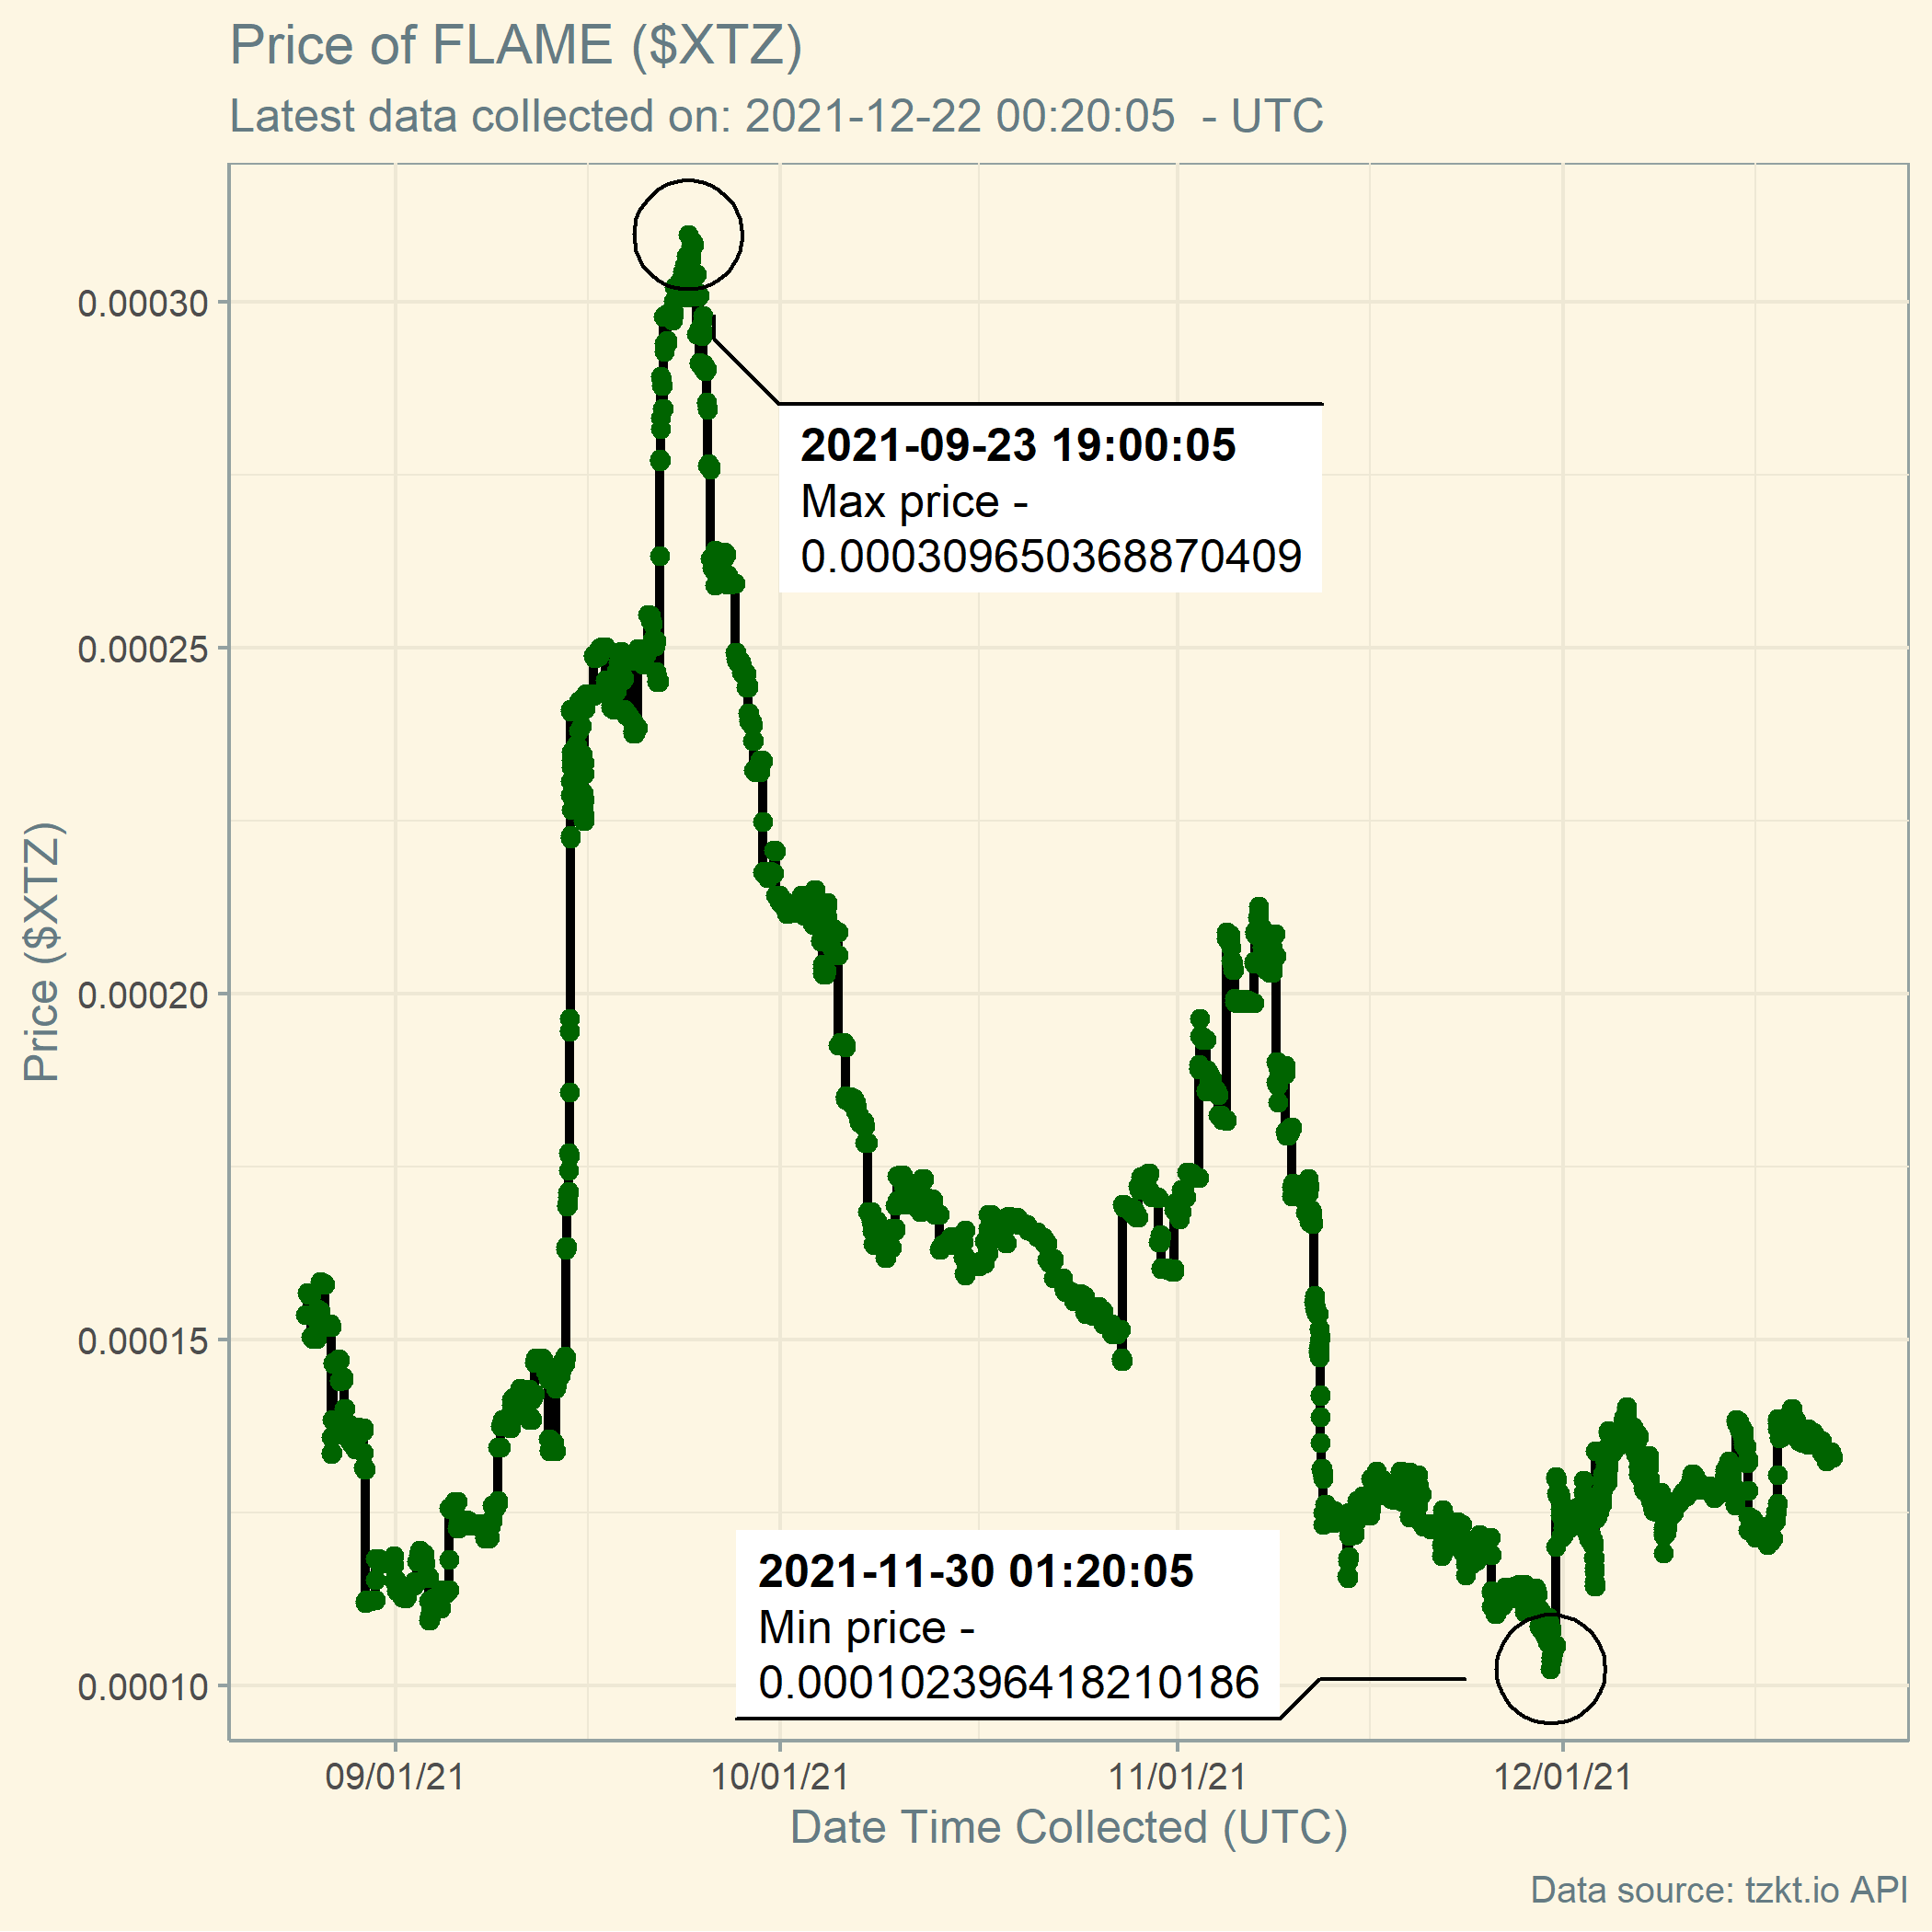 Price of FLAME ($XTZ)
Latest data collected on: 2021-12-22 00:20:05  - UTC
0.00030
0.00025
0.00020
0.00015
0.00010
Price ($XTZ)
2021-09-23 19:00:05
Max price -
0.000309650368870409
2021-11-30 01:20:05
Min price -
0.000102396418210186
09/01/21
10/01/21
11/01/21
12/01/21
Date Time Collected (UTC)
Data source: tzkt.io API